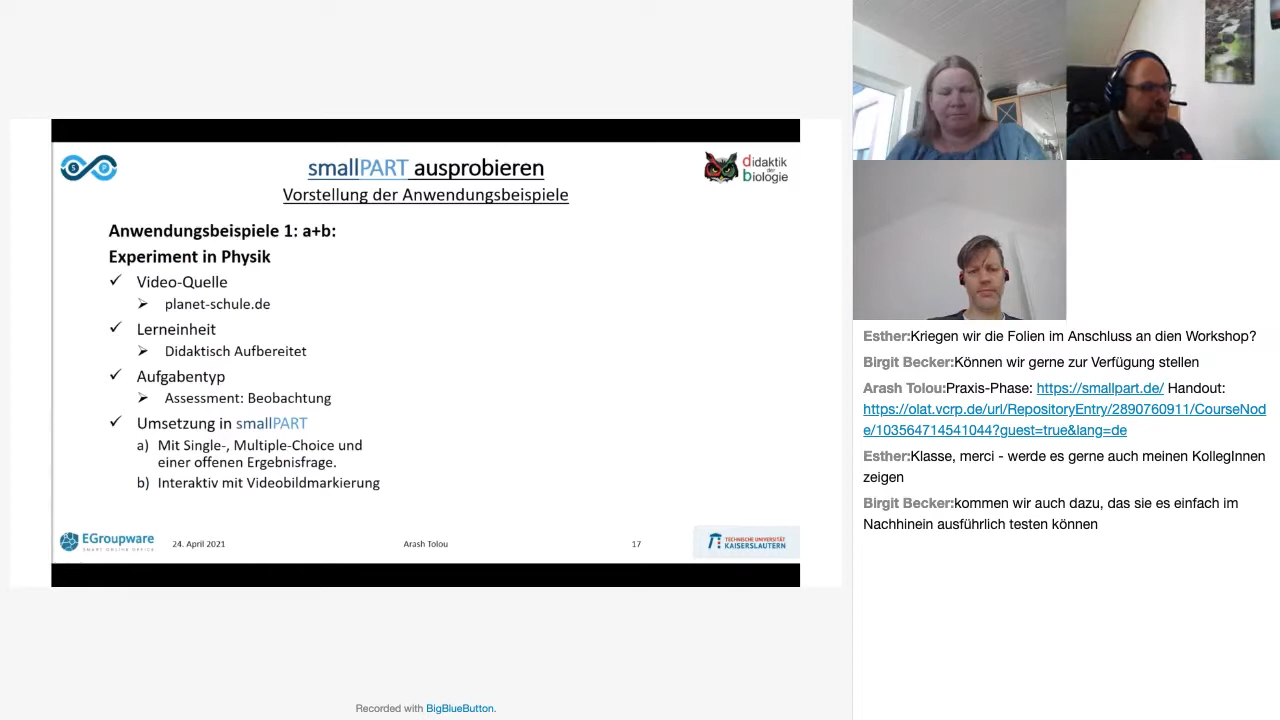 smallPART ausprobieren
Vorstellung der Anwendungsbeispiele
didaktik
der
biologie
S P
Anwendungsbeispiele 1: a+b:
Experiment in Physik
✓ Video-Quelle
➢ planet-schule.de
✓ Lerneinheit
➢ Didaktisch Aufbereitet
✓ Aufgabentyp
➢ Assessment: Beobachtung
✓ Umsetzung in smallPART
a) Mit Single-, Multiple-Choice und
einer offenen Ergebnisfrage.
b) Interaktiv mit Videobildmarkierung
EGroupware
SMART ONLINE OFFICE
24. April 2021
Arash Tolou
17
TECHNISCHE UNIVERSITÄT
KAISERSLAUTERN
Esther:Kriegen wir die Folien im Anschluss an dien Workshop?
Birgit Becker:Können wir gerne zur Verfügung stellen
Arash Tolou:Praxis-Phase: https://smallpart.de/ Handout:
https://olat.vcrp.de/url/RepositoryEntry/2890760911/CourseNod
e/103564714541044?guest=true&lang=de
Esther:Klasse, merci - werde es gerne auch meinen KollegInnen
zeigen
Birgit Becker:kommen wir auch dazu, das sie es einfach im
Nachhinein ausführlich testen können
Recorded with BigBlueButton.